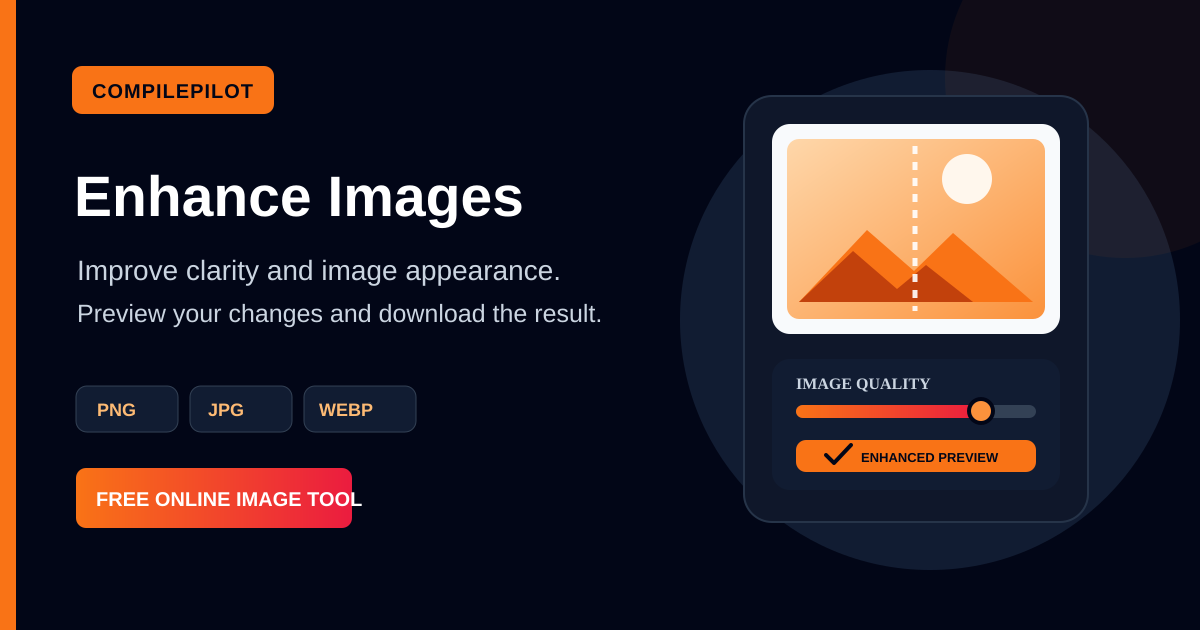 COMPILEPILOT
Enhance Images
Improve clarity and image appearance.
Preview your changes and download the result.
PNG
JPG
WEBP
FREE ONLINE IMAGE TOOL
IMAGE QUALITY
ENHANCED PREVIEW